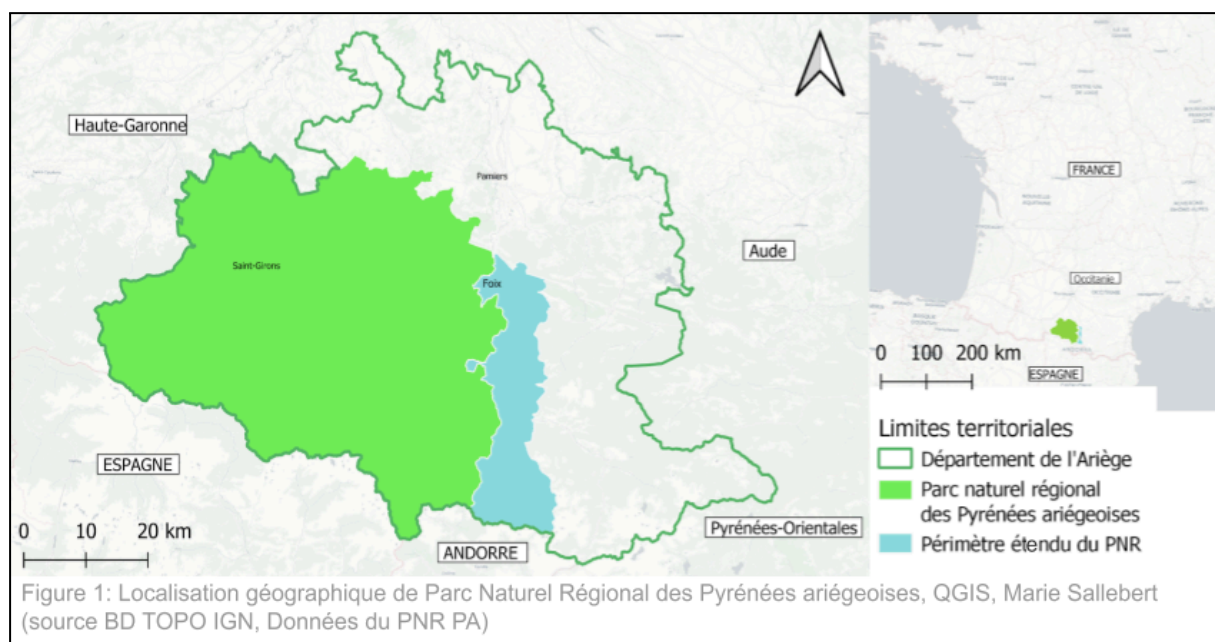 Haute-Garonne
Pamiers
Saint-Girons
Foix
Aude
ESPAGNE
0 10 20 km
ANDORRE
Pyrénées-Orientales
FRANCE
Occitanie
0 100 200 km
ESPAGNE
Limites territoriales
Département de l'Ariège
Parc naturel régional
des Pyrénées ariégeoises
Périmètre étendu du PNR
Figure 1: Localisation géographique de Parc Naturel Régional des Pyrénées ariégeoises, QGIS, Marie Sallebert
(source BD TOPO IGN, Données du PNR PA)